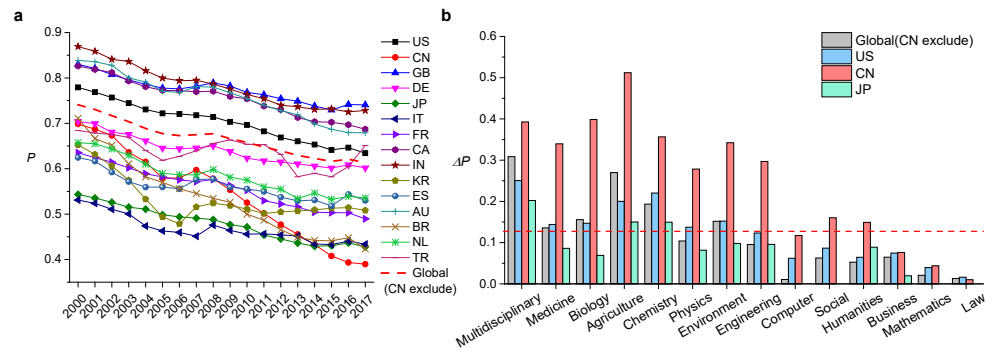 a
0.9
0.8
0.7
0.6
0.5
0.4
P
2000
2001
2002
2003
2004
2005
2006
2007
2008
2009
2010
2011
2012
2013
2014
2015
2016
2017
US
CN
GB
DE
JP
IT
FR
CA
IN
KR
ES
AU
BR
NL
TR
Global
(CN exclude)
b
0.6
0.5
0.4
0.3
0.2
0.1
0.0
ΔP
Global(CN exclude)
US
CN
JP
Multidisciplinary
Medicine
Biology
Agriculture
Chemistry
Physics
Environment
Engineering
Computer
Social
Humanities
Business
Mathematics
Law